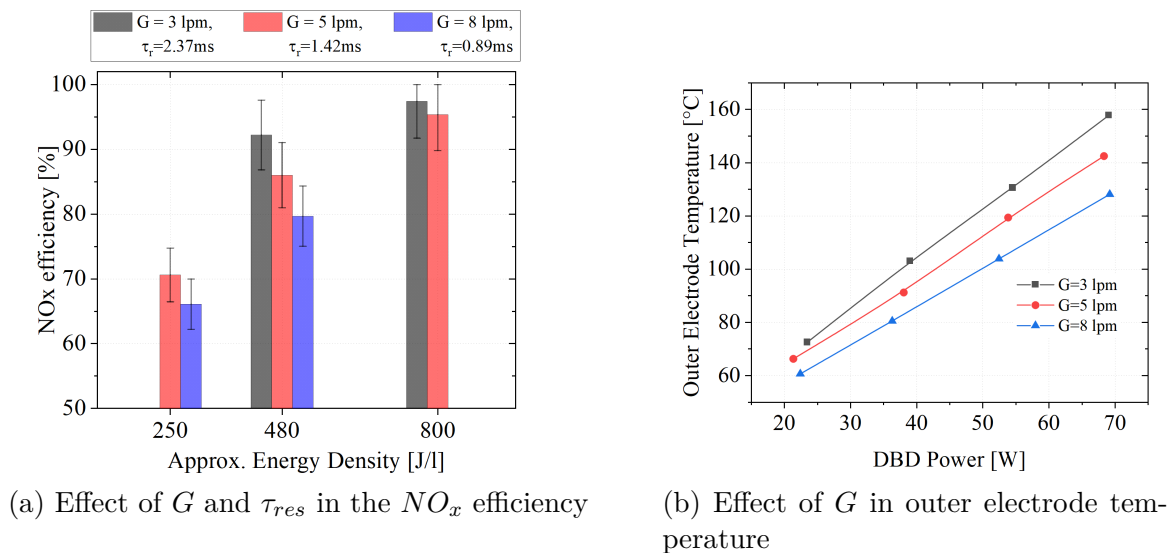 G = 3 lpm, G = 5 lpm, G = 8 lpm,
τr=2.37ms τr=1.42ms τr=0.89ms
NOx efficiency [%]
100
90
80
70
60
50
250 480 800
Approx. Energy Density [J/l]
(a) Effect of G and τres in the NOx efficiency
Outer Electrode Temperature [°C]
160
140
120
100
80
60
G=3 lpm
G=5 lpm
G=8 lpm
20 30 40 50 60 70
DBD Power [W]
(b) Effect of G in outer electrode tem-
perature